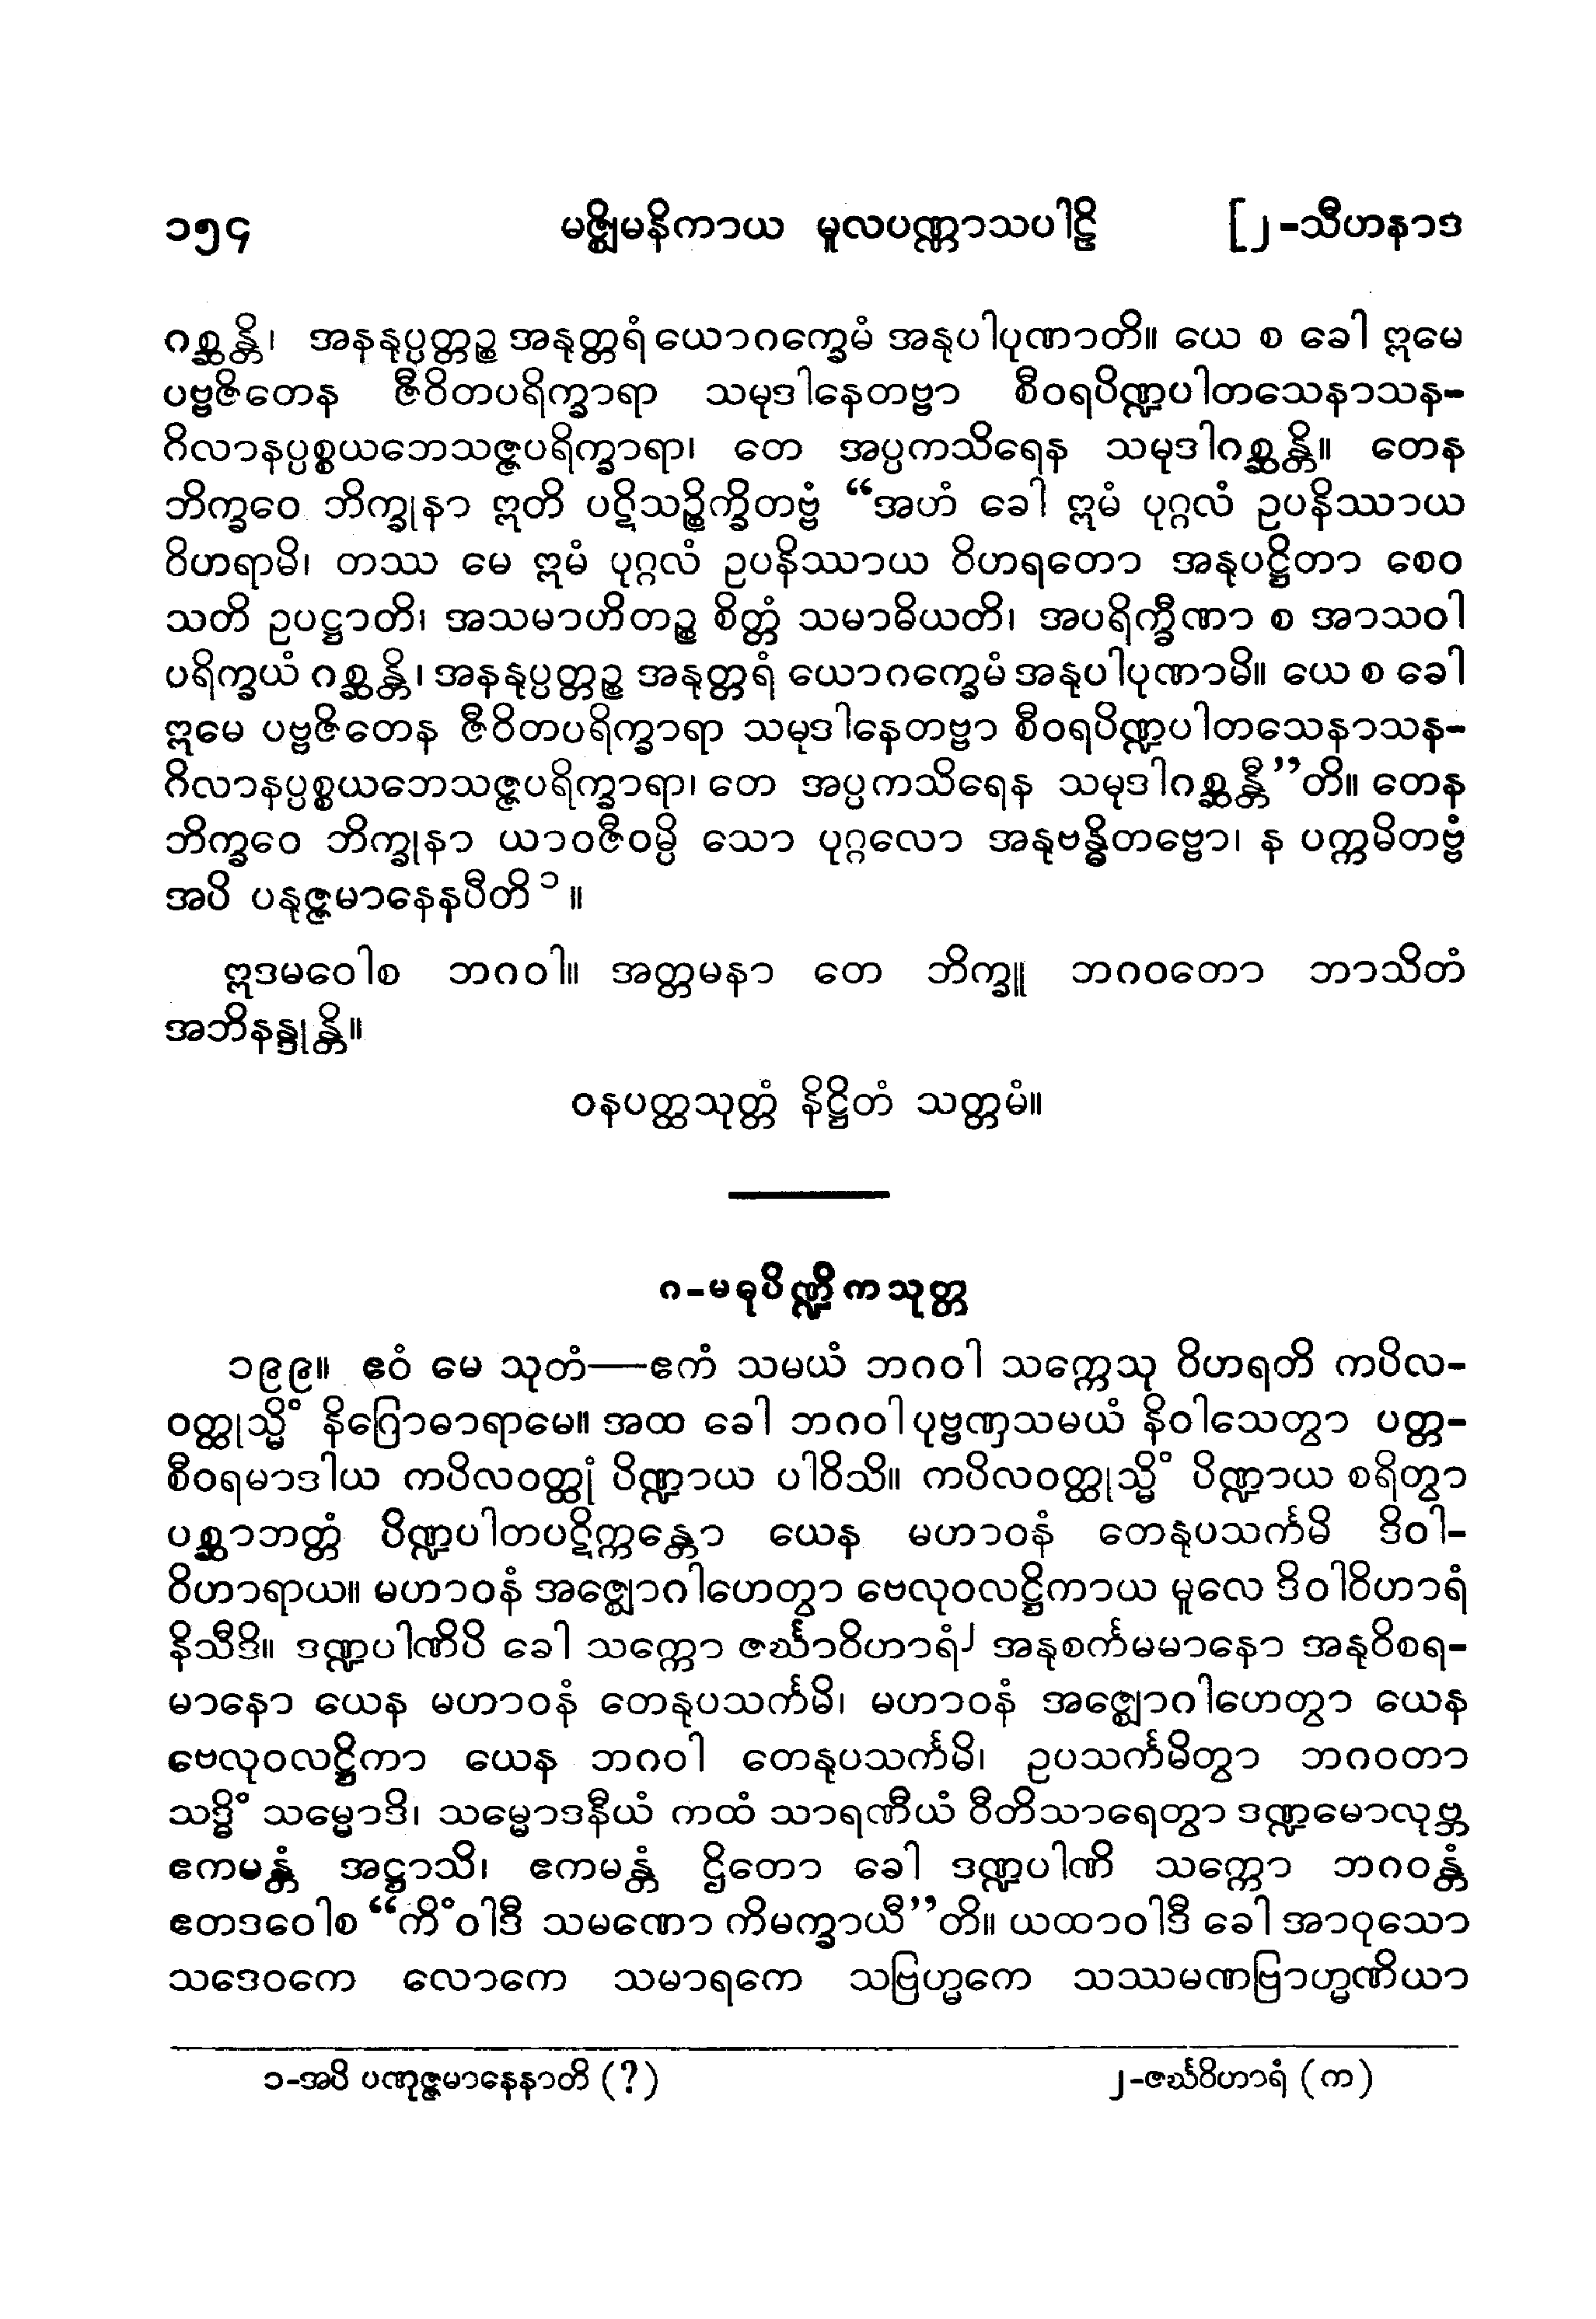 ၁၅၄ မဇ္ဈိမနိကာယ မူလပဏ္ဏာသပါဠိ [၂-သီဟနာဒ
ဂစ္ဆန္တိ၊ အနနုပ္ပတ္တဉ္စ အနုတ္တရံ ယောဂက္ခေမံ အနုပါပုဏာတိ။ ယေ စ ခေါ ဣမေ
ပဗ္ဗဇိတေန ဇီဝိတပရိက္ခာရာ သမုဒါနေတဗ္ဗာ စီဝရပိဏ္ဍပါတသေနာသန-
ဂိလာနပ္ပစ္စယဘေသဇ္ဇပရိက္ခာရာ၊ တေ အပ္ပကသိရေန သမုဒါဂစ္ဆန္တိ။ တေန
ဘိက္ခဝေ ဘိက္ခုနာ ဣတိ ပဋိသဉ္စိက္ခိတဗ္ဗံ “အဟံ ခေါ ဣမံ ပုဂ္ဂလံ ဥပနိဿာယ
ဝိဟရာမိ၊ တဿ မေ ဣမံ ပုဂ္ဂလံ ဥပနိဿာယ ဝိဟရတော အနုပဋ္ဌိတာ စေဝ
သတိ ဥပဋ္ဌာတိ၊ အသမာဟိတဉ္စ စိတ္တံ သမာဓိယတိ၊ အပရိက္ခီဏာ စ အာသဝါ
ပရိက္ခယံ ဂစ္ဆန္တိ၊ အနနုပ္ပတ္တဉ္စ အနုတ္တရံ ယောဂက္ခေမံ အနုပါပုဏာမိ။ ယေ စ ခေါ
ဣမေ ပဗ္ဗဇိတေန ဇီဝိတပရိက္ခာရာ သမုဒါနေတဗ္ဗာ စီဝရပိဏ္ဍပါတသေနာသန-
ဂိလာနပ္ပစ္စယဘေသဇ္ဇပရိက္ခာရာ၊ တေ အပ္ပကသိရေန သမုဒါဂစ္ဆန္တီ”တိ။ တေန
ဘိက္ခဝေ ဘိက္ခုနာ ယာဝဇီဝမ္ပိ သော ပုဂ္ဂလော အနုဗန္ဓိတဗ္ဗော၊ န ပက္ကမိတဗ္ဗံ
အပိ ပနုဇ္ဇမာနေနပီတိ ၁ ။
ဣဒမဝေါစ ဘဂဝါ။ အတ္တမနာ တေ ဘိက္ခူ ဘဂဝတော ဘာသိတံ
အဘိနန္ဒုန္တိ။
ဝနပတ္ထသုတ္တံ နိဋ္ဌိတံ သတ္တမံ။
ဂ-မဓုပိဏ္ဍိကသုတ္တ
၁၉၉။ ဧဝံ မေ သုတံ—ဧကံ သမယံ ဘဂဝါ သက္ကေသု ဝိဟရတိ ကပိလ-
ဝတ္ထုသ္မိံ နိဂြောဓာရာမေ။ အထ ခေါ ဘဂဝါ ပုဗ္ဗဏှသမယံ နိဝါသေတွာ ပတ္တ-
စီဝရမာဒါယ ကပိလဝတ္ထုံ ပိဏ္ဍာယ ပါဝိသိ။ ကပိလဝတ္ထုသ္မိံ ပိဏ္ဍာယ စရိတွာ
ပစ္ဆာဘတ္တံ ပိဏ္ဍပါတပဋိက္ကန္တော ယေန မဟာဝနံ တေနုပသင်္ကမိ ဒိဝါ-
ဝိဟာရာယ။ မဟာဝနံ အဇ္ဈောဂါဟေတွာ ဗေလုဝလဋ္ဌိကာယ မူလေ ဒိဝါဝိဟာရံ
နိသီဒိ။ ဒဏ္ဍပါဏိပိ ခေါ သက္ကော ဇင်္ဃာဝိဟာရံ၂ အနုစင်္ကမမာနော အနုဝိစရ-
မာနော ယေန မဟာဝနံ တေနုပသင်္ကမိ၊ မဟာဝနံ အဇ္ဈောဂါဟေတွာ ယေန
ဗေလုဝလဋ္ဌိကာ ယေန ဘဂဝါ တေနုပသင်္ကမိ၊ ဥပသင်္ကမိတွာ ဘဂဝတာ
သဒ္ဓိံ သမ္မောဒိ၊ သမ္မောဒနီယံ ကထံ သာရဏီယံ ဝီတိသာရေတွာ ဒဏ္ဍမောလုဗ္ဘ
ဧကမန္တံ အဋ္ဌာသိ၊ ဧကမန္တံ ဌိတော ခေါ ဒဏ္ဍပါဏိ သက္ကော ဘဂဝန္တံ
ဧတဒဝေါစ “ကိံဝါဒီ သမဏော ကိမက္ခာယီ”တိ။ ယထာဝါဒီ ခေါ အာဝုသော
သဒေဝကေ လောကေ သမာရကေ သဗြဟ္မကေ သဿမဏဗြာဟ္မဏိယာ
၁-အပိ ပဏုဇ္ဇမာနေနာတိ (?) ၂-ဇင်္ဃဝိဟာရံ (က)